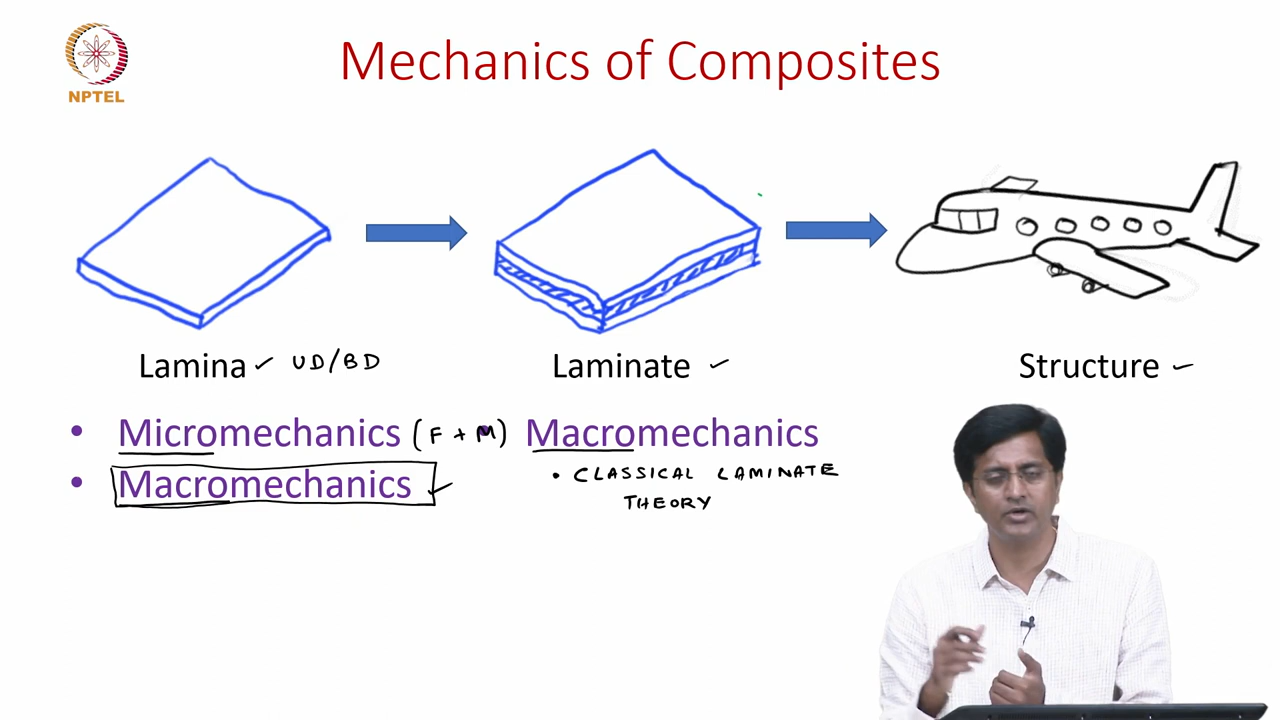 NPTEL
Mechanics of Composites
Lamina ✓ UD/BD
Laminate ✓
Structure ✓
• Micromechanics (F + M)
• Macromechanics ✓
• Macromechanics
• CLASSICAL LAMINATE
THEORY